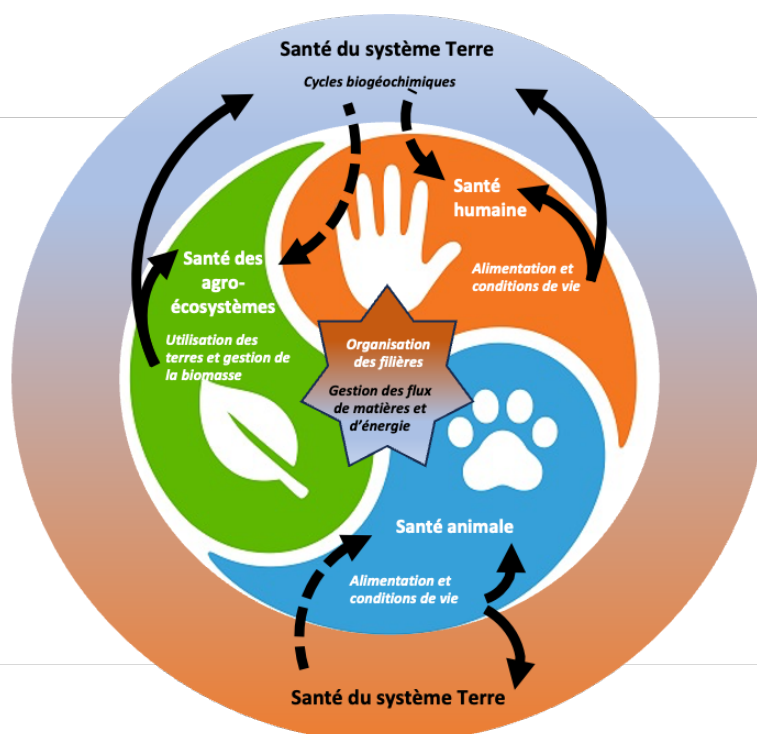 Santé du système Terre
Cycles biogéochimiques
Santé
humaine
Alimentation et
conditions de vie
Santé des
agro-
écosystèmes
Utilisation des
terres et gestion de
la biomasse
Organisation
des filières
Gestion des flux
de matières et
d'énergie
Santé animale
Alimentation et
conditions de vie
Santé du système Terre